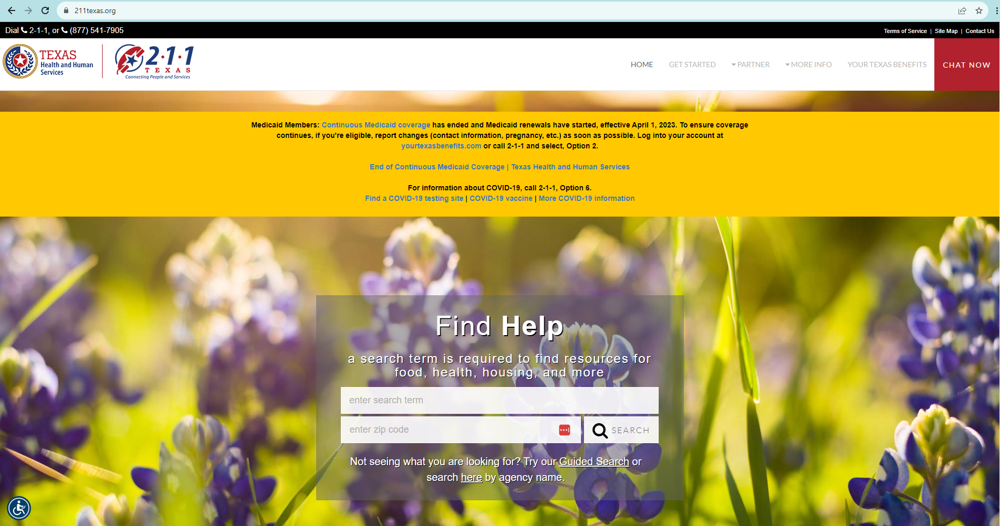 211texas.org
Dial 2-1-1, or (877) 541-7905
Terms of Service | Site Map | Contact Us
TEXAS
Health and Human
Services
2·1·1
TEXAS
Connecting People and Services
HOME
GET STARTED
PARTNER
MORE INFO
YOUR TEXAS BENEFITS
CHAT NOW
Medicaid Members: Continuous Medicaid coverage has ended and Medicaid renewals have started, effective April 1, 2023. To ensure coverage
continues, if you're eligible, report changes (contact information, pregnancy, etc.) as soon as possible. Log into your account at
yourtexasbenefits.com or call 2-1-1 and select, Option 2.
End of Continuous Medicaid Coverage | Texas Health and Human Services
For information about COVID-19, call 2-1-1, Option 6.
Find a COVID-19 testing site | COVID-19 vaccine | More COVID-19 information
Find Help
a search term is required to find resources for
food, health, housing, and more
enter search term
enter zip code
SEARCH
Not seeing what you are looking for? Try our Guided Search or
search here by agency name.